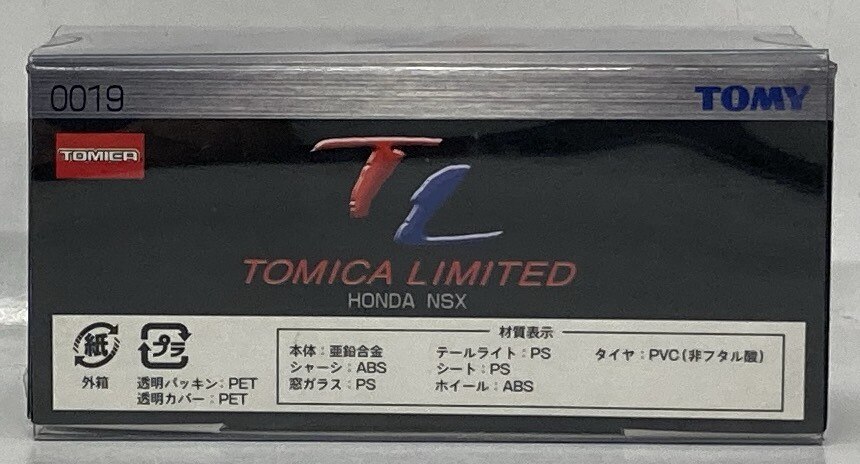 0019
TOMY
TOMICA
TL
TOMICA LIMITED
HONDA NSX
紙
外箱
プラ
透明パッキン:PET
透明カバー:PET
材質表示
本体:亜鉛合金
シャーシ:ABS
窓ガラス:PS
テールライト:PS
シート:PS
ホイール:ABS
タイヤ:PVC(非フタル酸)